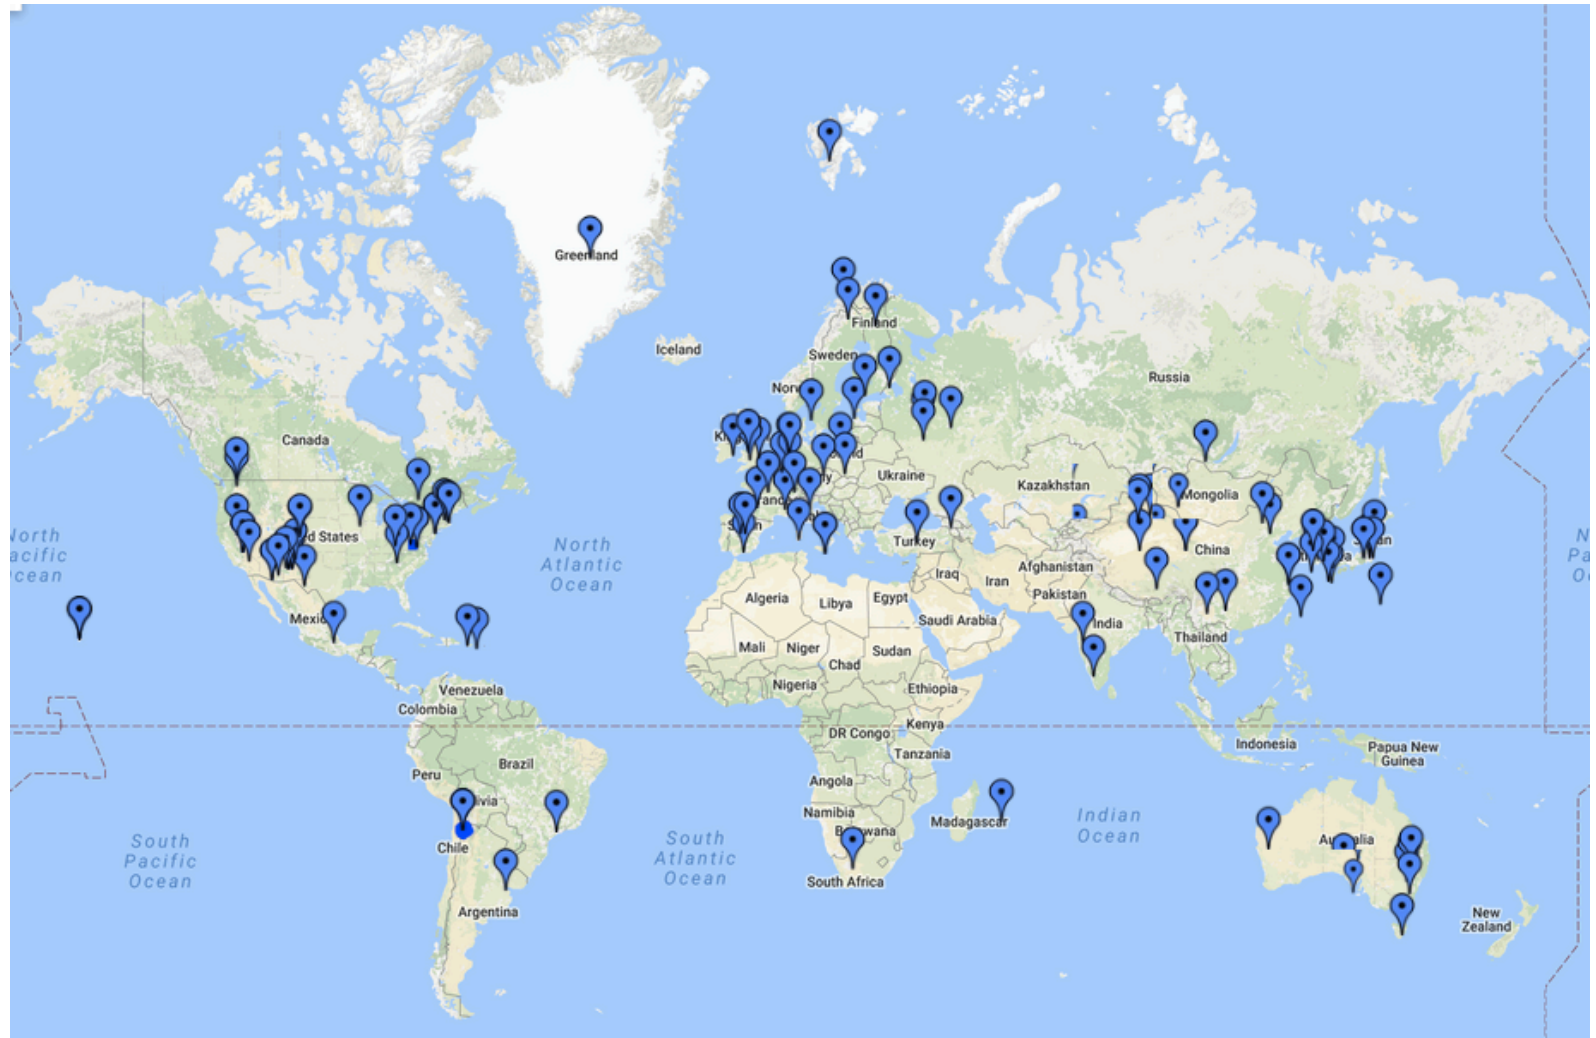 Greenland
Iceland
Finland
Sweden
Russia
Canada
Ukraine
Kazakhstan
Mongolia
North
Atlantic
Ocean
Turkey
China
Iraq
Iran
Afghanistan
Pakistan
Algeria
Libya
Egypt
Saudi Arabia
India
Thailand
Mali
Niger
Chad
Sudan
Nigeria
Ethiopia
Venezuela
Colombia
DR Congo
Kenya
Tanzania
Indonesia
Papua New
Guinea
Peru
Brazil
Angola
Namibia
Madagascar
Indian
Ocean
South
Pacific
Ocean
South
Atlantic
Ocean
Chile
South Africa
Argentina
New
Zealand